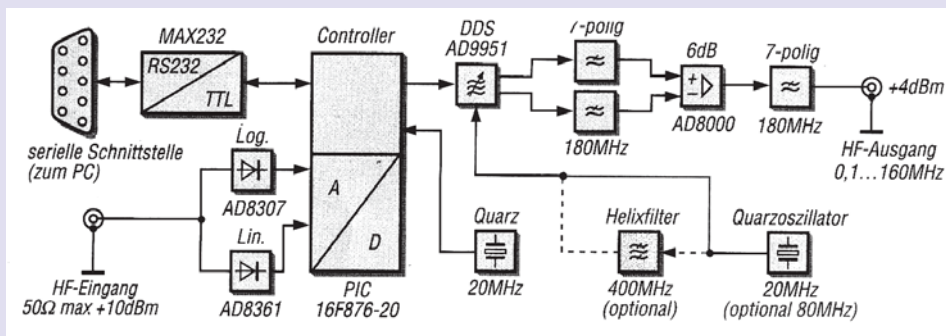 MAX232
RS232
TTL
serielle Schnittstelle
(zum PC)
Controller
A
D
PIC
16F876-20
Log.
AD8307
Lin.
AD8361
HF-Eingang
50Ω max +10dBm
DDS
AD9951
7-polig
180MHz
6dB
+
−
AD8000
7-polig
180MHz
+4dBm
HF-Ausgang
0,1...160MHz
Quarz
20MHz
Helixfilter
400MHz
(optional)
Quarzoszillator
20MHz
(optional 80MHz)